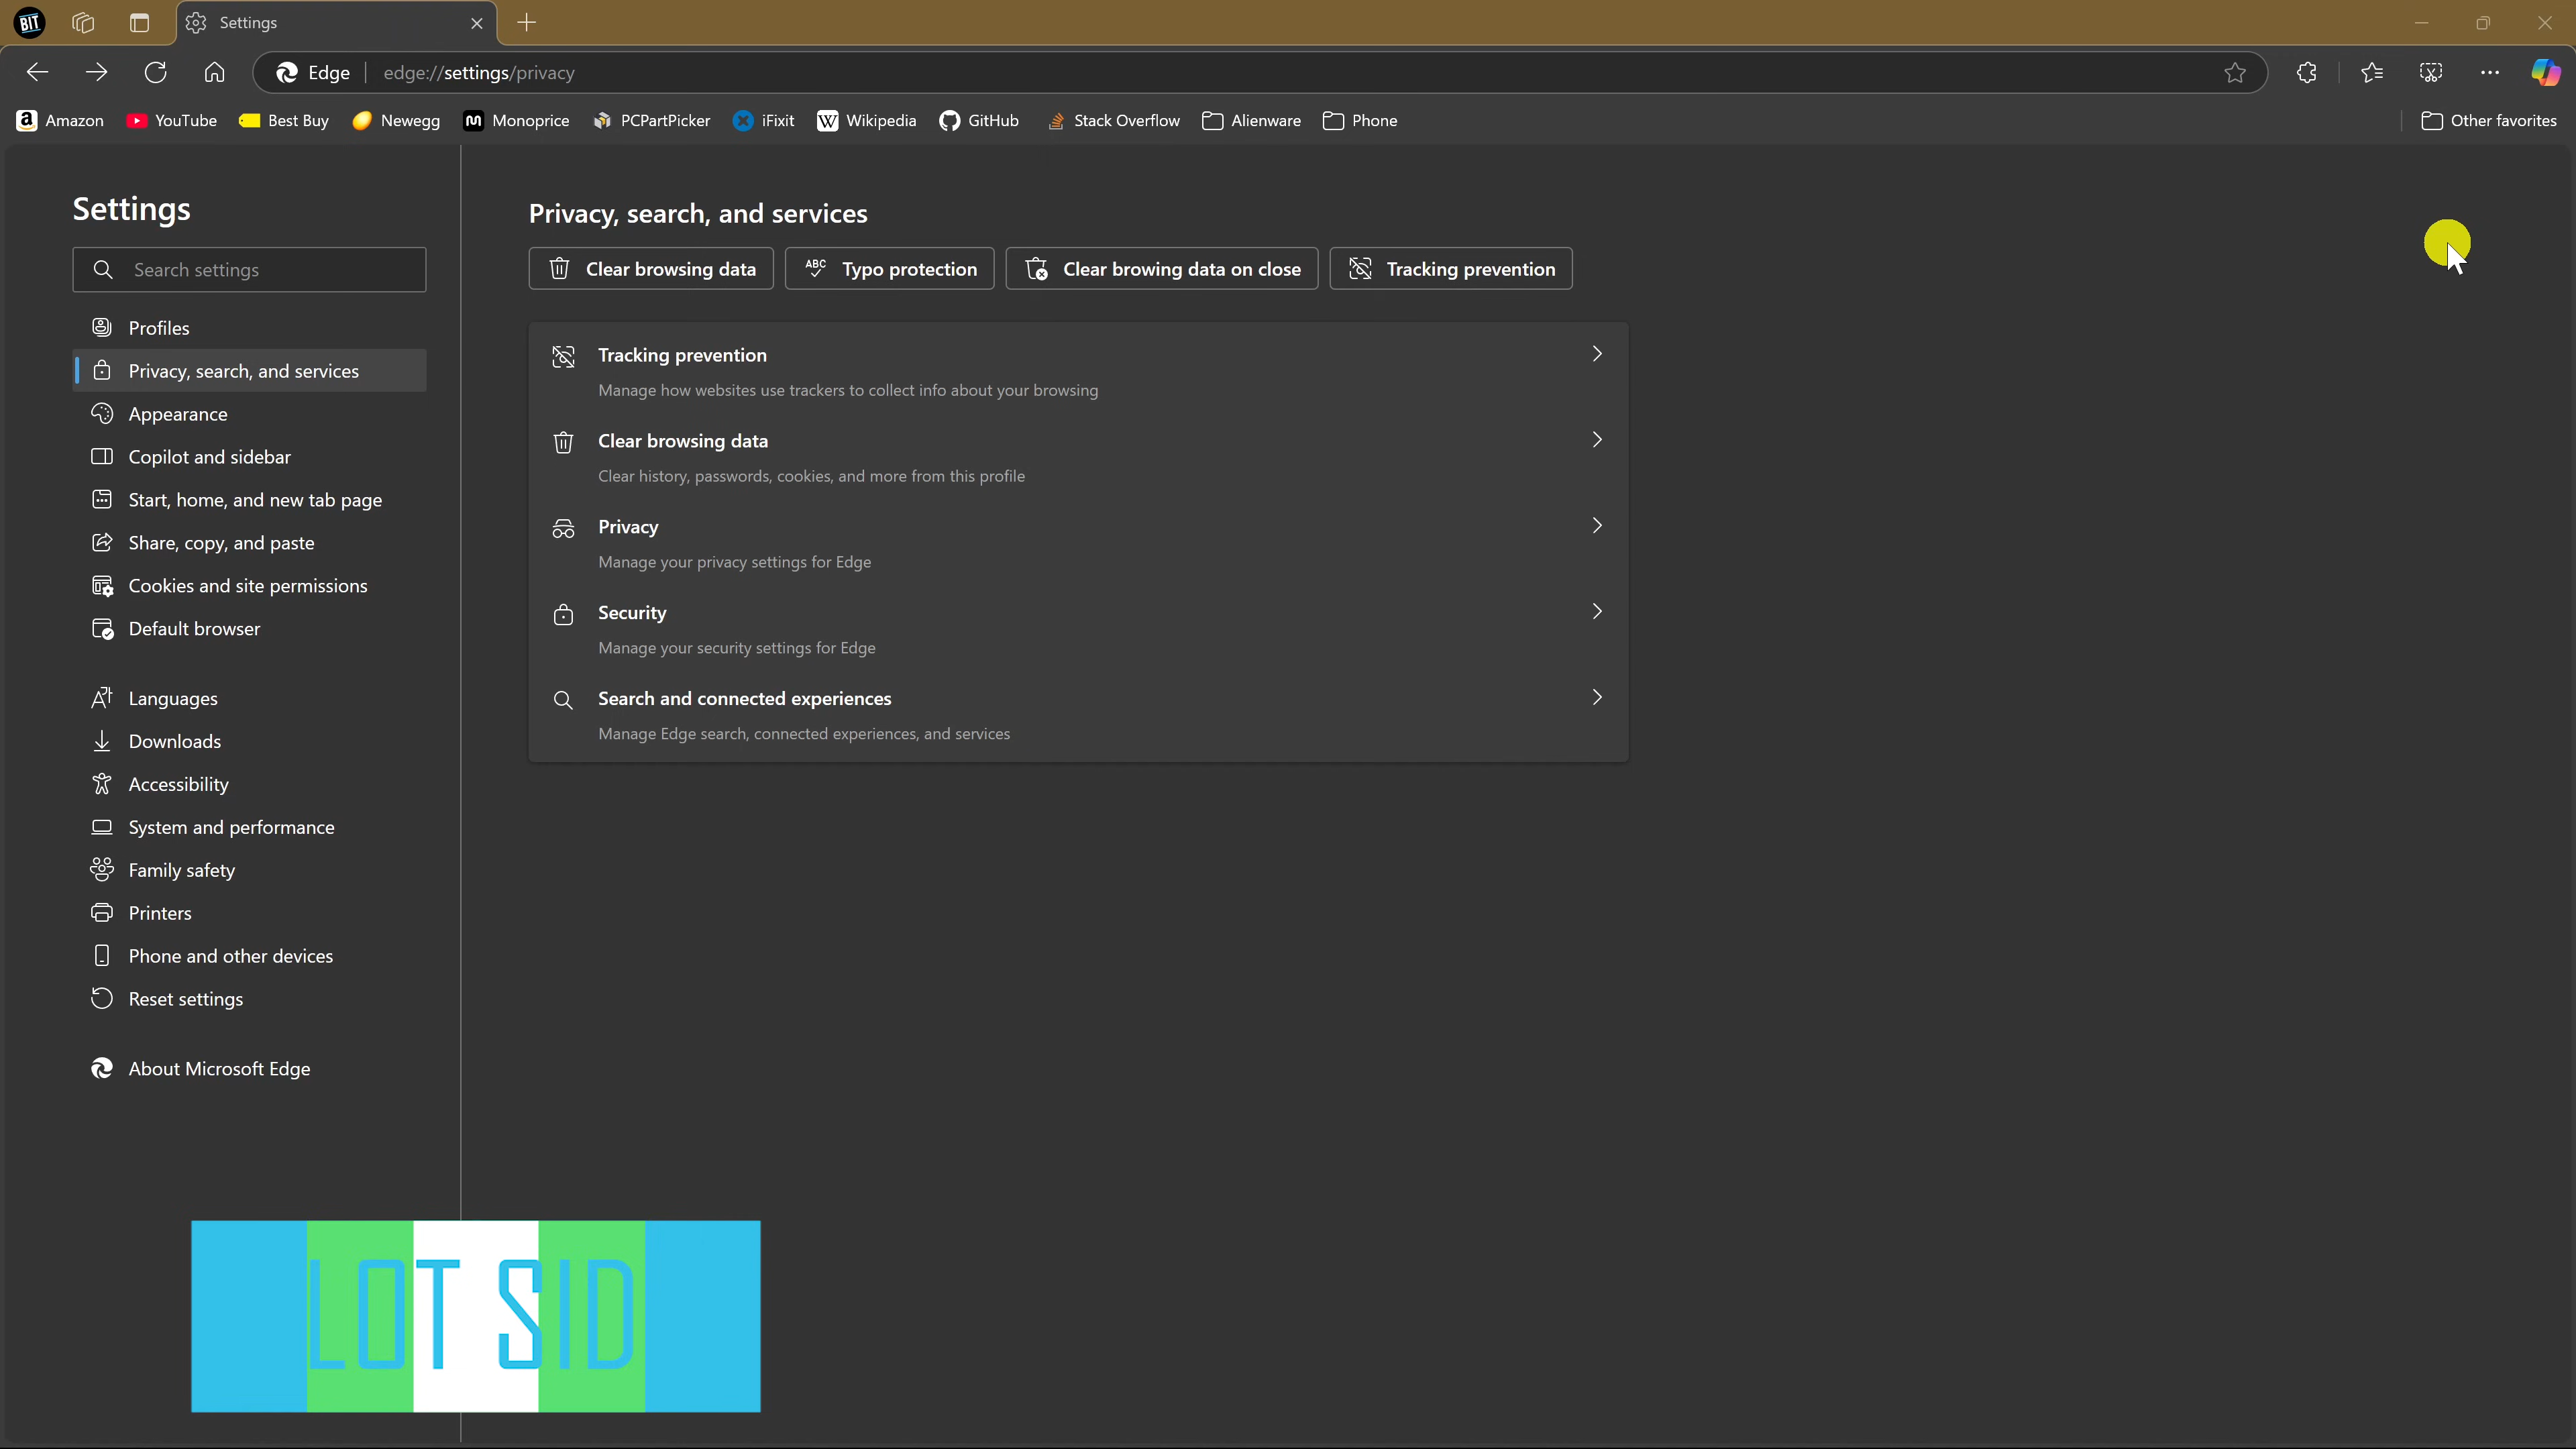 BIT
Settings
Edge
edge://settings/privacy
Amazon
YouTube
Best Buy
Newegg
Monoprice
PCPartPicker
iFixit
Wikipedia
GitHub
Stack Overflow
Alienware
Phone
Other favorites
Settings
Search settings
Profiles
Privacy, search, and services
Appearance
Copilot and sidebar
Start, home, and new tab page
Share, copy, and paste
Cookies and site permissions
Default browser
Languages
Downloads
Accessibility
System and performance
Family safety
Printers
Phone and other devices
Reset settings
About Microsoft Edge
Privacy, search, and services
Clear browsing data
ABC
Typo protection
Clear browing data on close
Tracking prevention
Tracking prevention
Manage how websites use trackers to collect info about your browsing
Clear browsing data
Clear history, passwords, cookies, and more from this profile
Privacy
Manage your privacy settings for Edge
Security
Manage your security settings for Edge
Search and connected experiences
Manage Edge search, connected experiences, and services
LOT SID